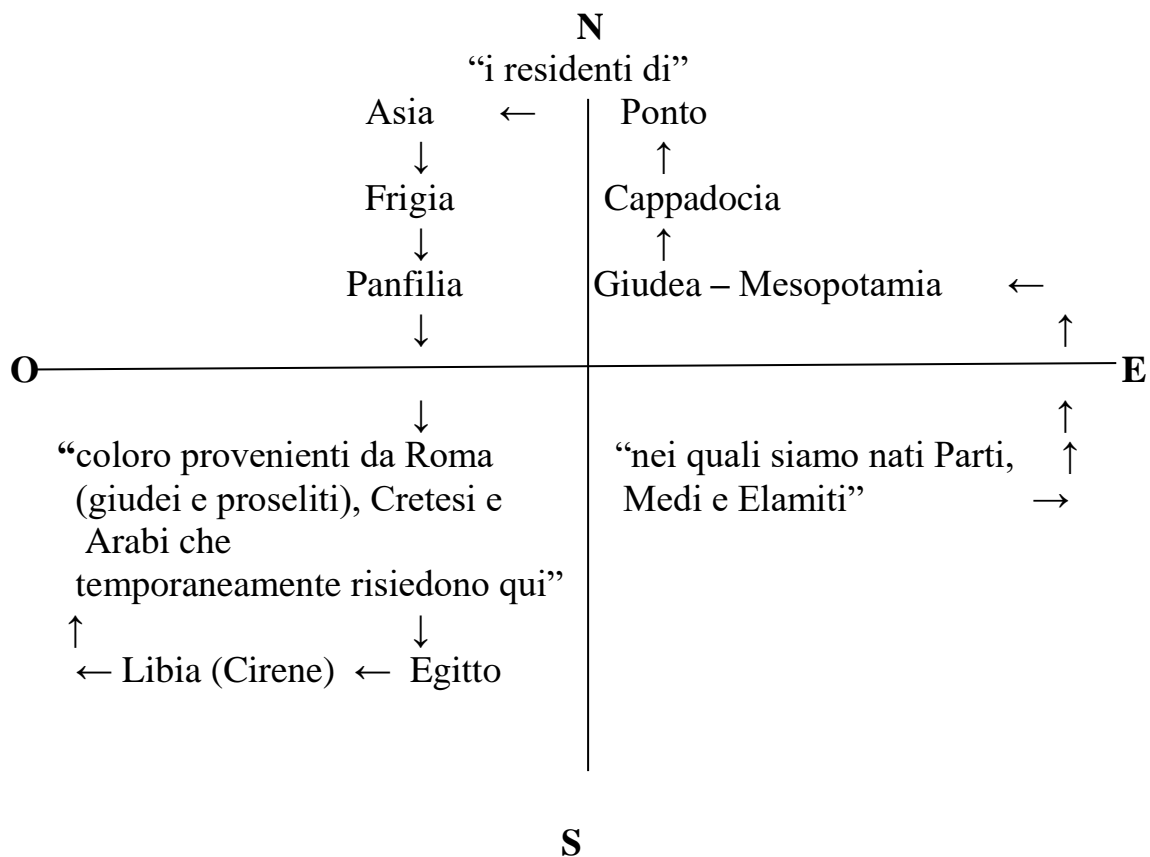 N
“i residenti di”
Asia ← Ponto
↓ ↑
Frigia Cappadocia
↓ ↑
Panfilia Giudea – Mesopotamia ←
↓ ↑
O E
↓ ↑
“coloro provenienti da Roma “nei quali siamo nati Parti, ↑
(giudei e proseliti), Cretesi e Medi e Elamiti” →
Arabi che
temporaneamente risiedono qui”
↑ ↓
← Libia (Cirene) ← Egitto
S